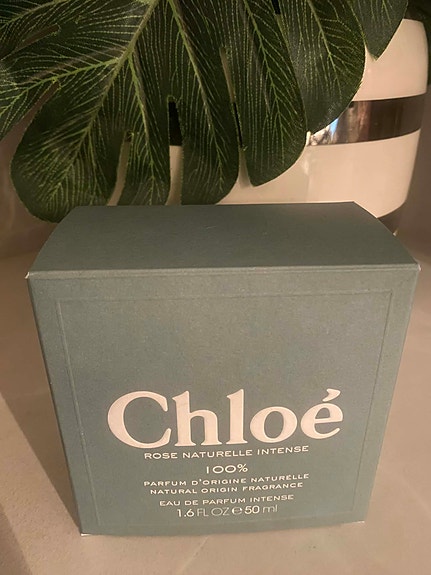 Chloé
ROSE NATURELLE INTENSE
100%
PARFUM D'ORIGINE NATURELLE
NATURAL ORIGIN FRAGRANCE
EAU DE PARFUM INTENSE
1.6 FL OZ ℮ 50 ml